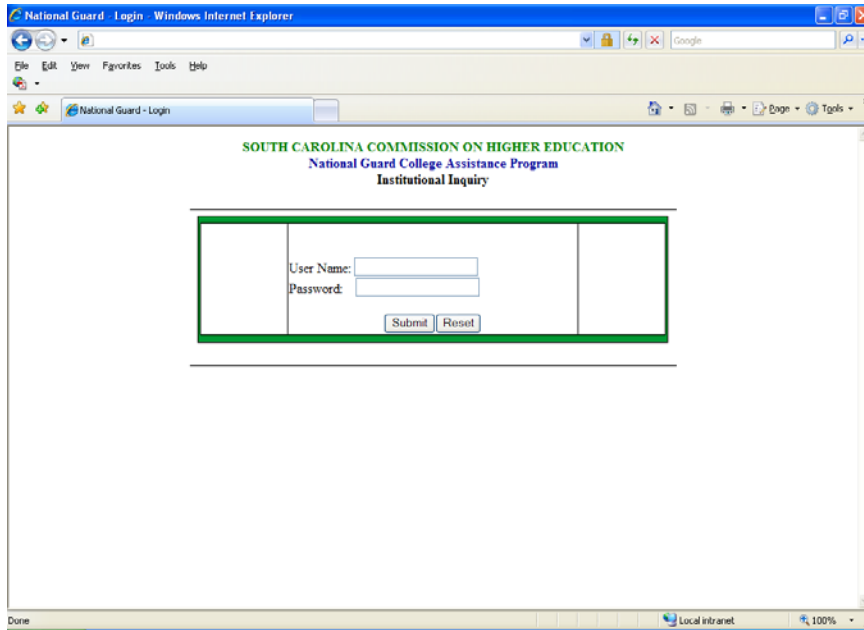 National Guard - Login - Windows Internet Explorer
Google
File Edit View Favorites Tools Help
National Guard - Login
Page Tools
SOUTH CAROLINA COMMISSION ON HIGHER EDUCATION
National Guard College Assistance Program
Institutional Inquiry
User Name:
Password:
Submit Reset
Done Local intranet 100%